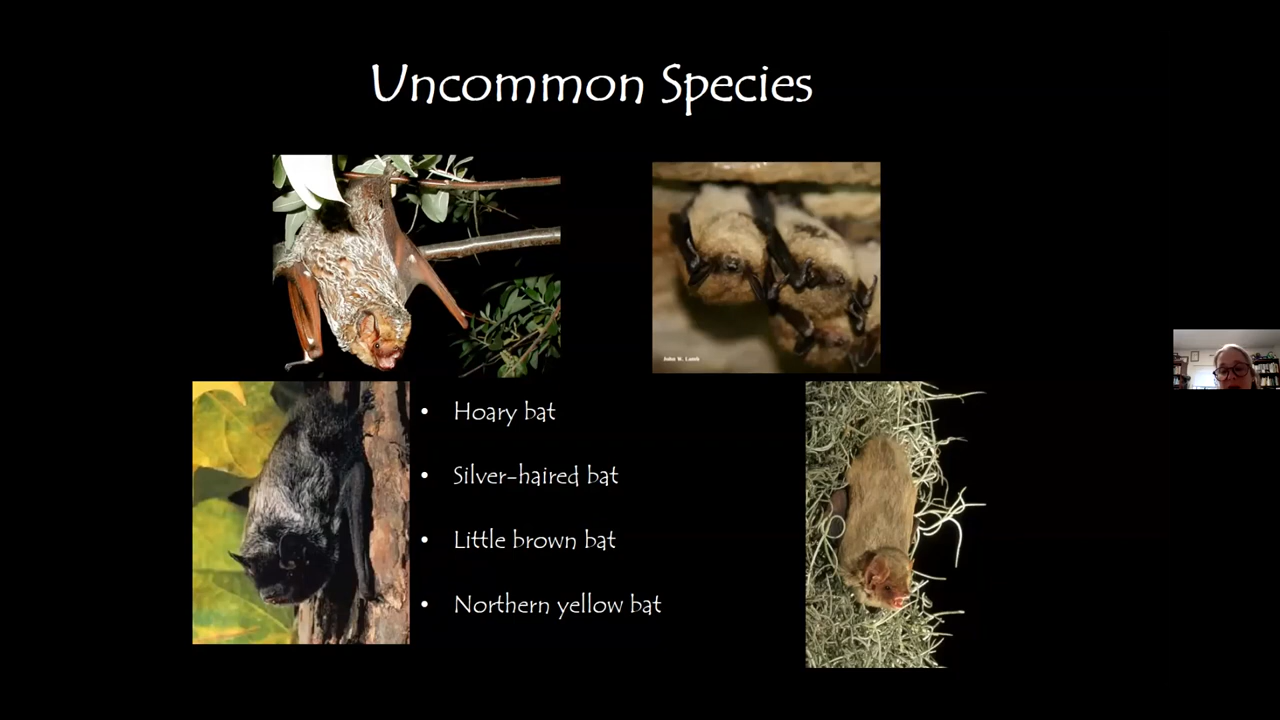 Uncommon Species
John W. Lamb
• Hoary bat
• Silver-haired bat
• Little brown bat
• Northern yellow bat